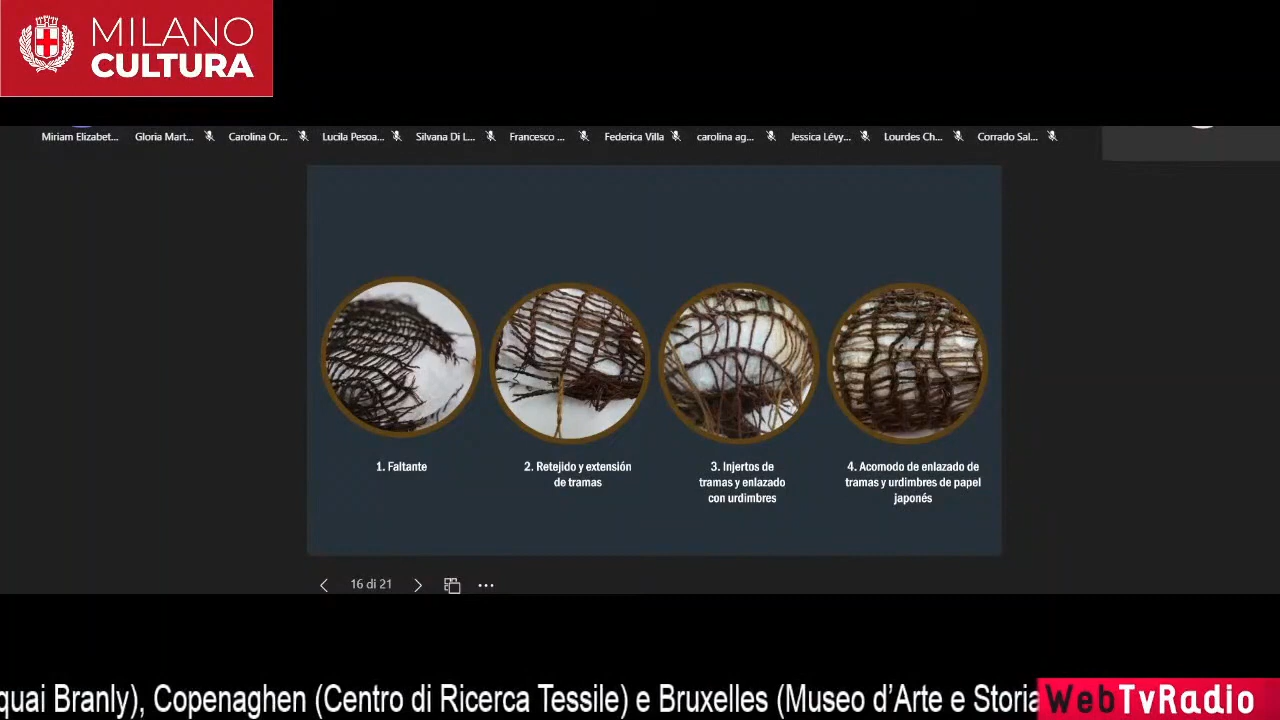 MILANO
CULTURA
Miriam Elizabet... Gloria Mart... Carolina Or... Lucila Pesoa... Silvana Di L... Francesco ... Federica Villa carolina ag... Jessica Lévy... Lourdes Ch... Corrado Sal...
1. Faltante
2. Retejido y extensión
de tramas
3. Injertos de
tramas y enlazado
con urdimbres
4. Acomodo de enlazado de
tramas y urdimbres de papel
japonés
16 di 21
quai Branly), Copenaghen (Centro di Ricerca Tessile) e Bruxelles (Museo d'Arte e Storia
WebTvRadio